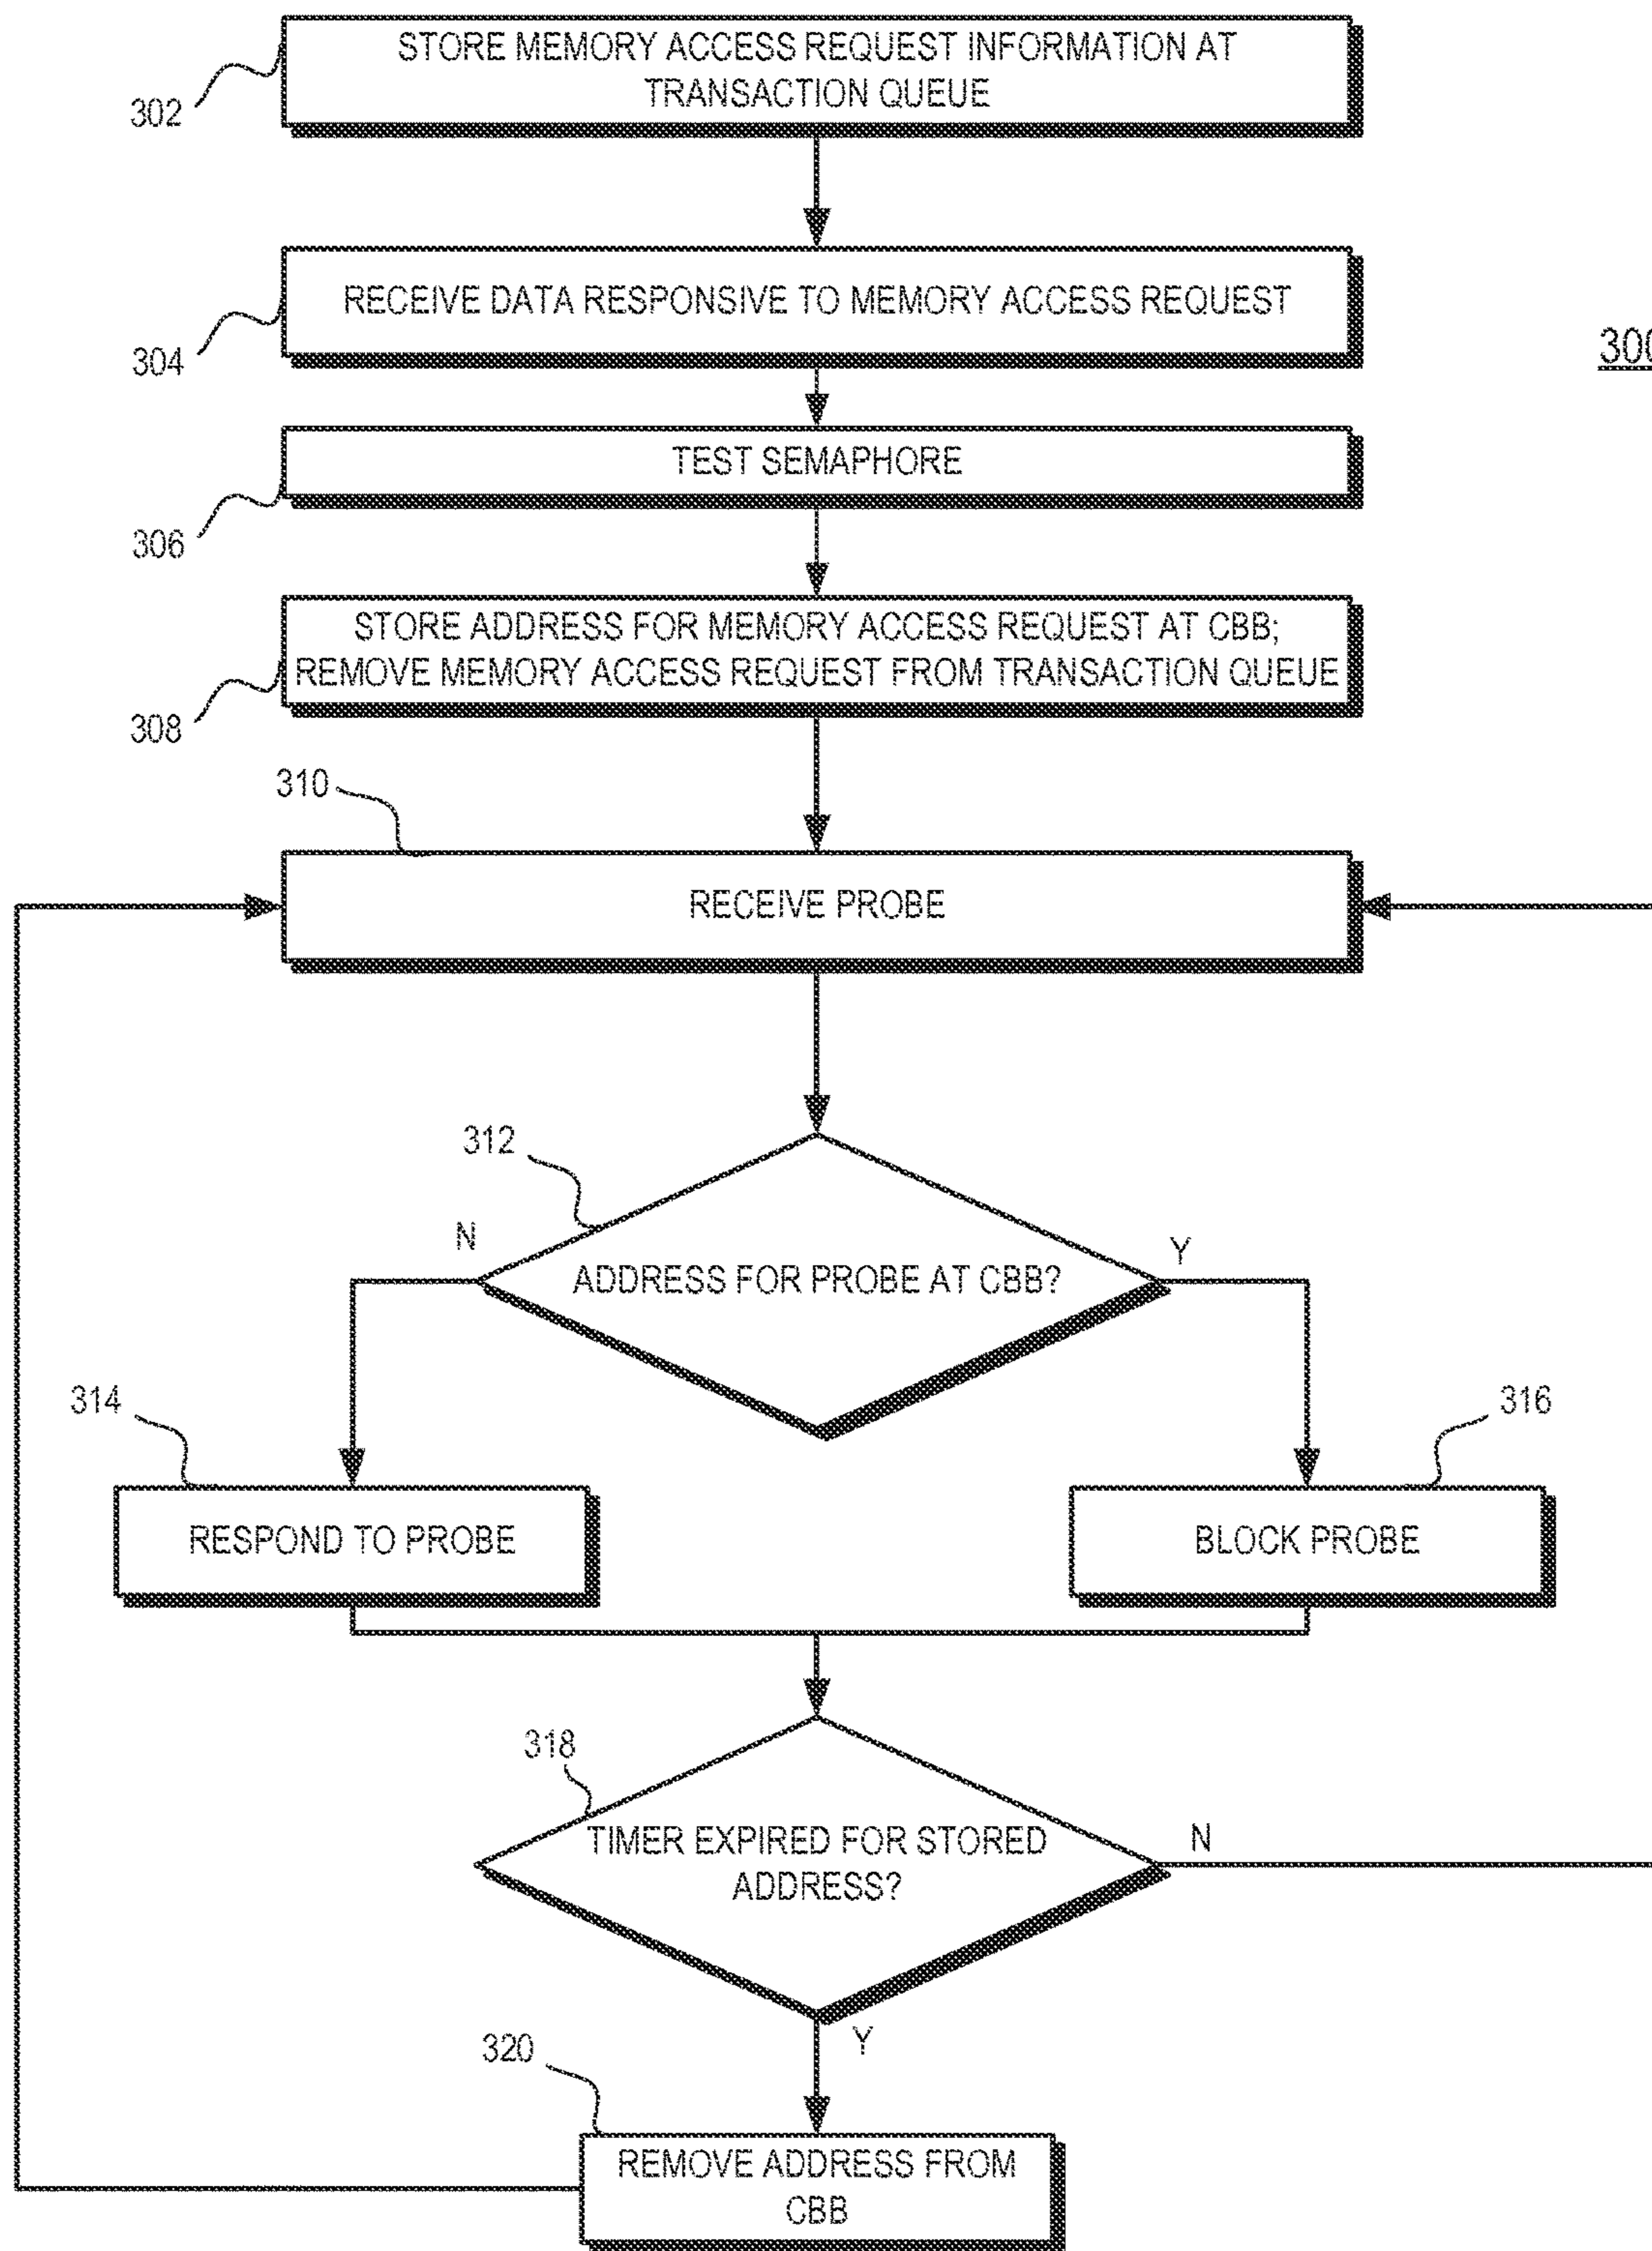 STORE MEMORY ACCESS REQUEST INFORMATION AT
TRANSACTION QUEUE
302
RECEIVE DATA RESPONSIVE TO MEMORY ACCESS REQUEST
304
300
TEST SEMAPHORE
306
STORE ADDRESS FOR MEMORY ACCESS REQUEST AT CBB;
REMOVE MEMORY ACCESS REQUEST FROM TRANSACTION QUEUE
308
310
RECEIVE PROBE
312
N
Y
ADDRESS FOR PROBE AT CBB?
314
316
RESPOND TO PROBE
BLOCK PROBE
318
TIMER EXPIRED FOR STORED
ADDRESS?
N
Y
320
REMOVE ADDRESS FROM
CBB